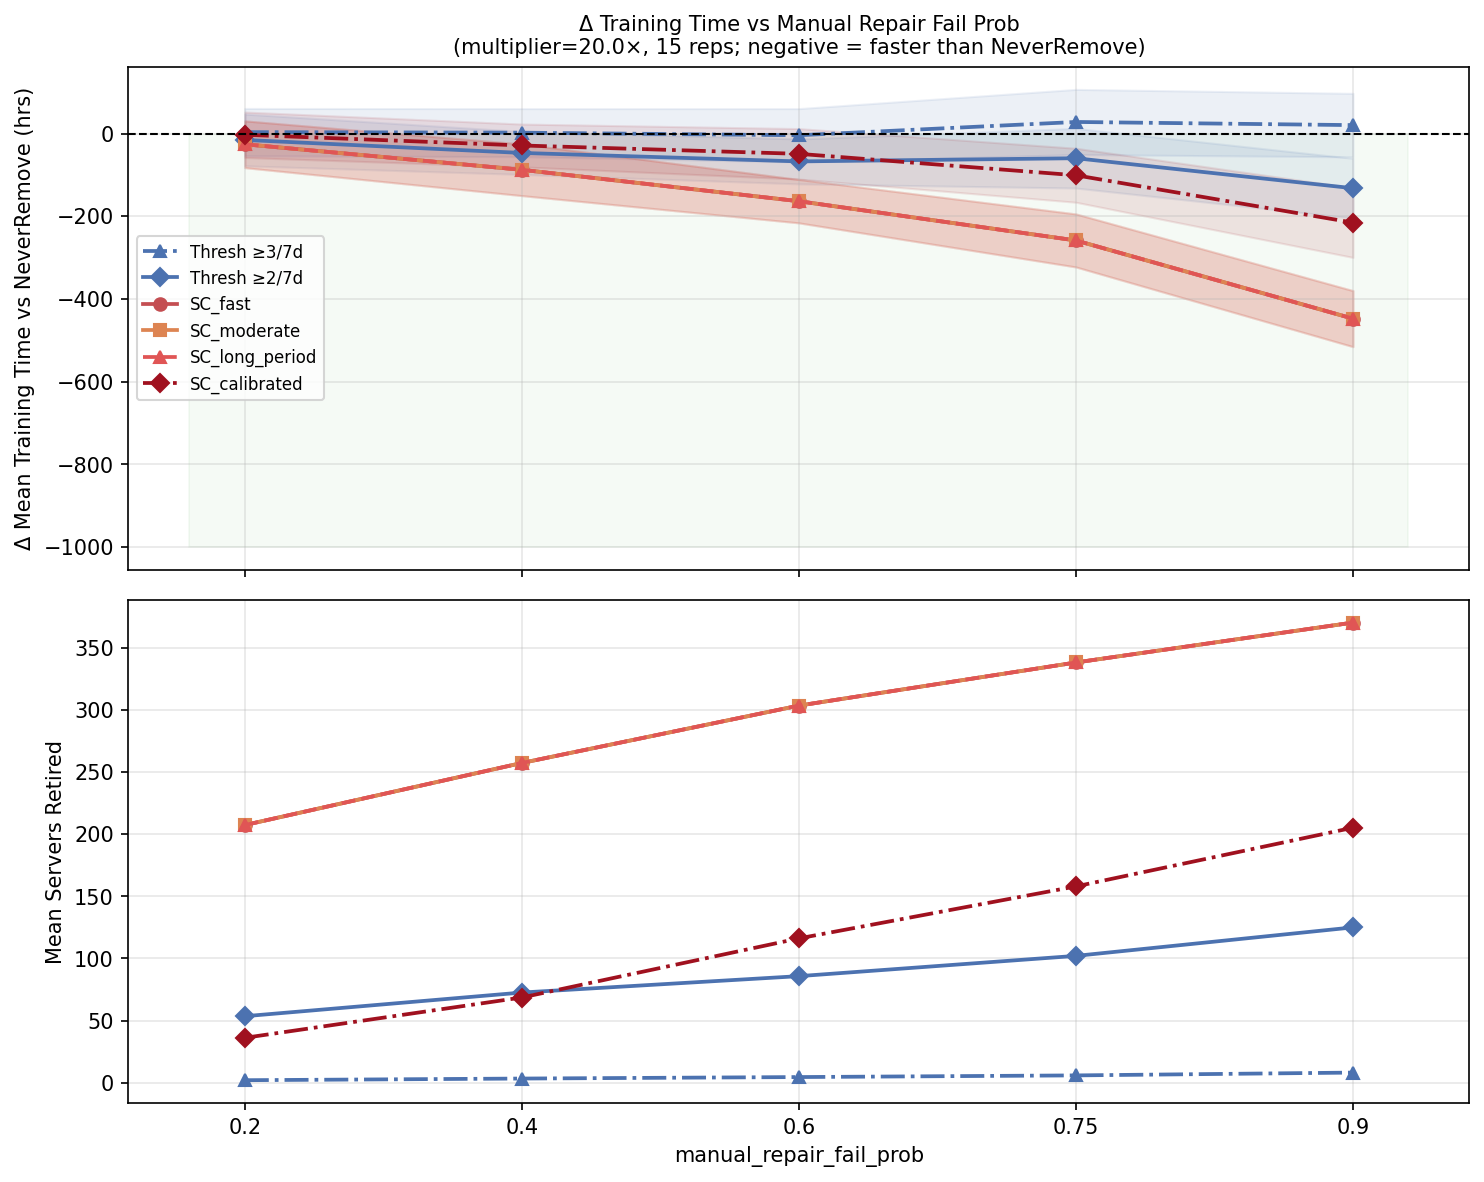 Δ Training Time vs Manual Repair Fail Prob
(multiplier=20.0×, 15 reps; negative = faster than NeverRemove)
Δ Mean Training Time vs NeverRemove (hrs)
0
−200
−400
−600
−800
−1000
Thresh ≥3/7d
Thresh ≥2/7d
SC_fast
SC_moderate
SC_long_period
SC_calibrated
Mean Servers Retired
350
300
250
200
150
100
50
0
0.2
0.4
0.6
0.75
0.9
manual_repair_fail_prob